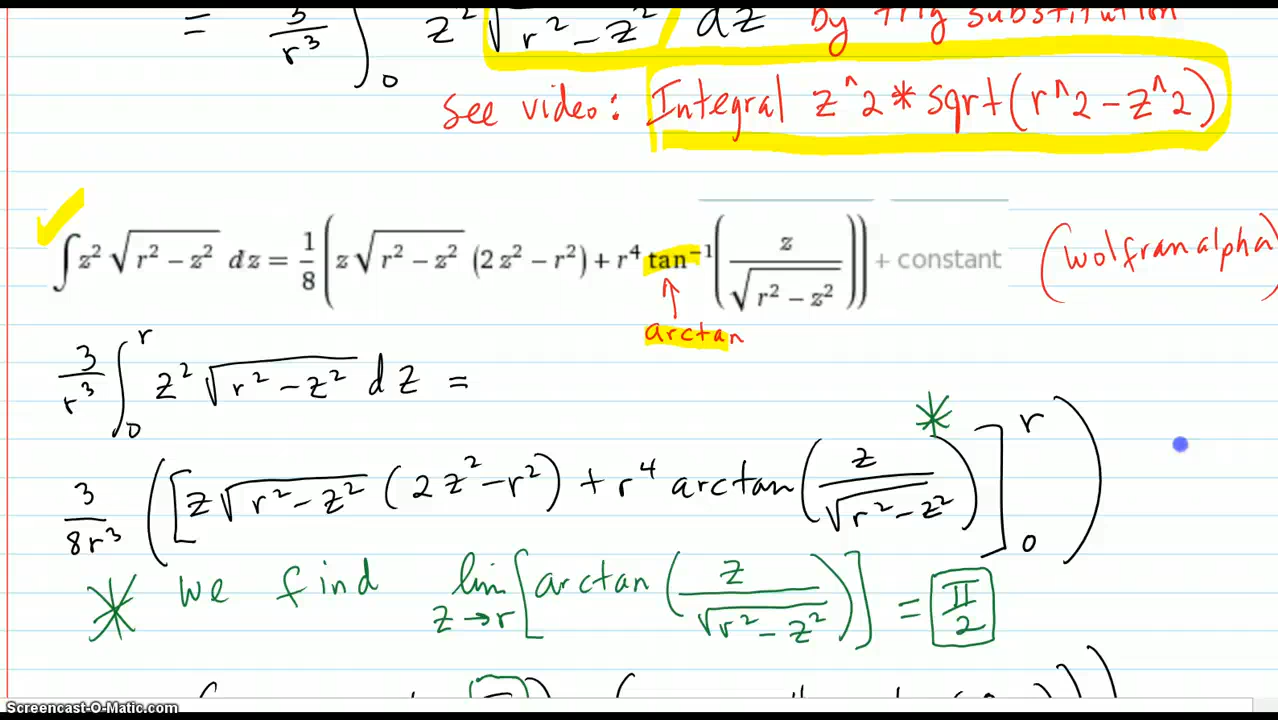 = 3/r³ ∫₀ z² √(r² − z²) dz by trig substitution
See video: Integral z^2*sqrt(r^2-z^2)
∫ z² √(r² − z²) dz = 1/8 ( z √(r² − z²) (2 z² − r²) + r⁴ tan⁻¹( z / √(r² − z²) ) ) + constant (wolfranalpha)
arctan
3/r³ ∫₀ʳ z² √(r² − z²) dz =
3/8r³ ( [ z √(r² − z²) (2z² − r²) + r⁴ arctan( z / √(r² − z²) )* ]₀ʳ )
* we find lim z→r [ arctan( z / √(r² − z²) ) ] = π/2
Screencast-O-Matic.com